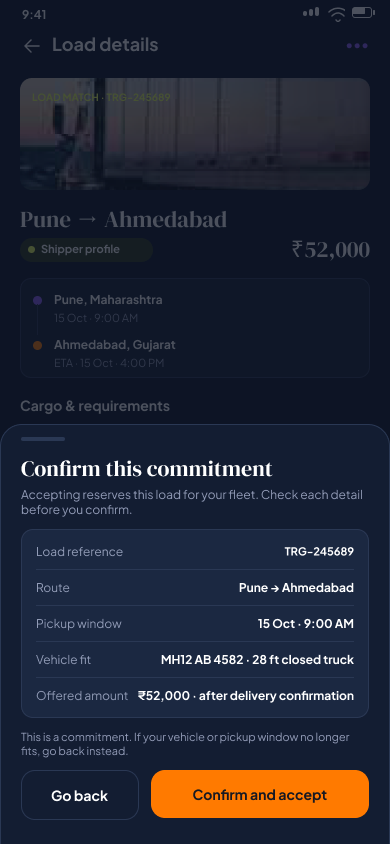 9:41
Load details
LOAD MATCH · TRG-245689
Pune → Ahmedabad
Shipper profile
₹52,000
Pune, Maharashtra
15 Oct · 9:00 AM
Ahmedabad, Gujarat
ETA · 15 Oct · 4:00 PM
Cargo & requirements
Confirm this commitment
Accepting reserves this load for your fleet. Check each detail
before you confirm.
Load reference TRG-245689
Route Pune → Ahmedabad
Pickup window 15 Oct · 9:00 AM
Vehicle fit MH12 AB 4582 · 28 ft closed truck
Offered amount ₹52,000 · after delivery confirmation
This is a commitment. If your vehicle or pickup window no longer
fits, go back instead.
Go back Confirm and accept